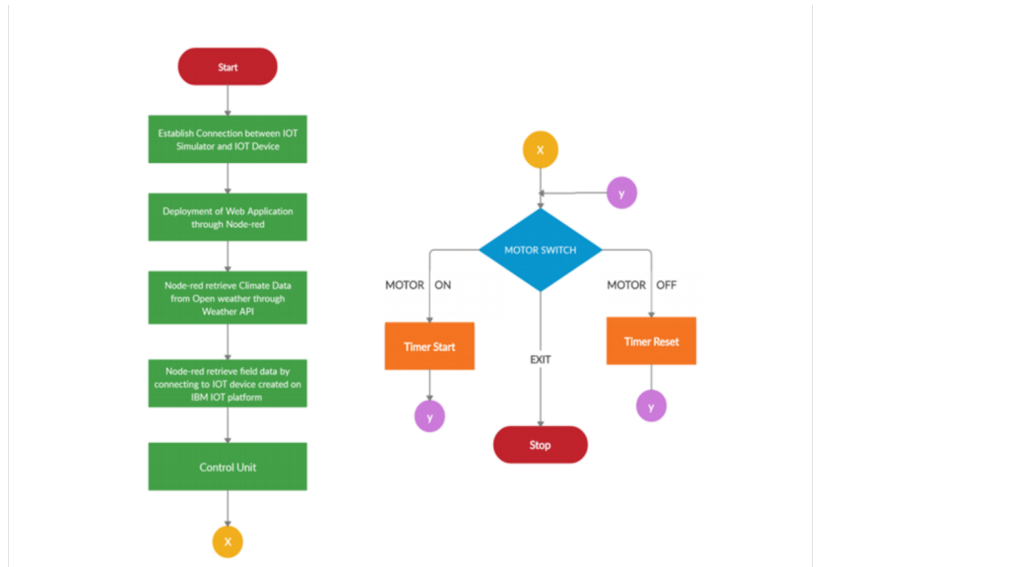 Start
Establish Connection between IOT
Simulator and IOT Device
Deployment of Web Application
through Node-red
Node-red retrieve Climate Data
from Open weather through
Weather API
Node-red retrieve field data by
connecting to IOT device created on
IBM IOT platform
Control Unit
X
X
y
MOTOR SWITCH
MOTOR ON
MOTOR OFF
Timer Start
Timer Reset
EXIT
y
y
Stop